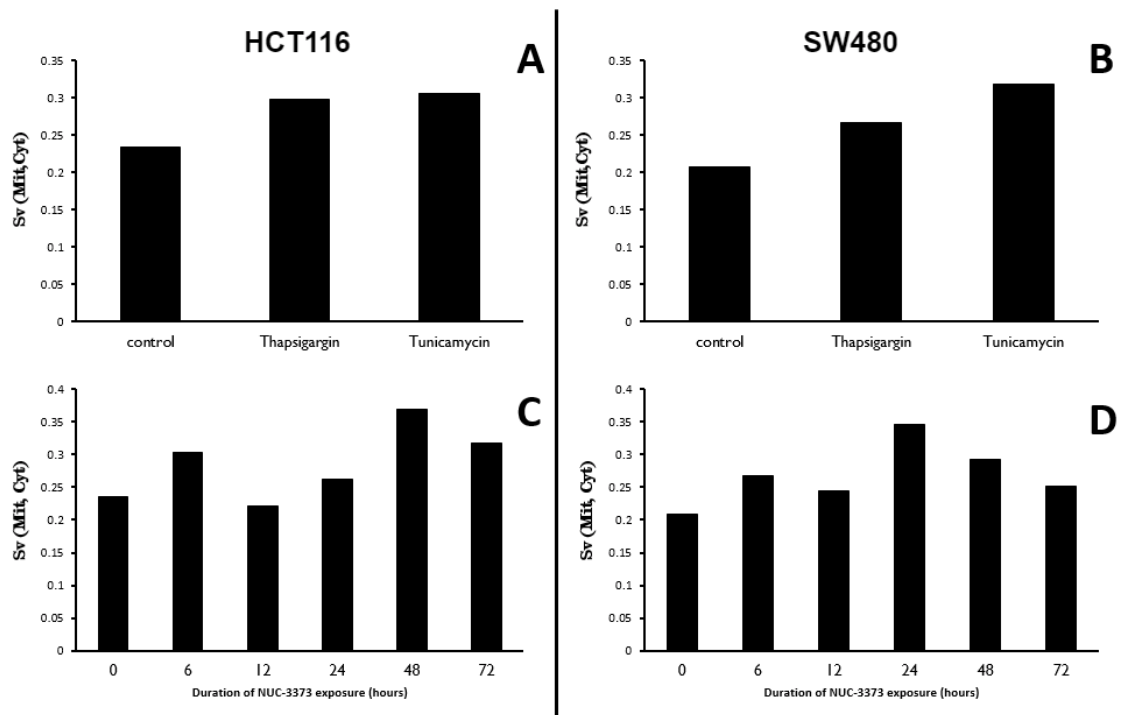 HCT116
A
0.35
0.3
0.25
0.2
0.15
0.1
0.05
0
Sv (Mit,Cyt)
control Thapsigargin Tunicamycin
SW480
B
0.35
0.3
0.25
0.2
0.15
0.1
0.05
0
Sv (Mit,Cyt)
control Thapsigargin Tunicamycin
C
0.4
0.35
0.3
0.25
0.2
0.15
0.1
0.05
0
Sv (Mit, Cyt)
0 6 12 24 48 72
Duration of NUC-3373 exposure (hours)
D
0.4
0.35
0.3
0.25
0.2
0.15
0.1
0.05
0
Sv (Mit, Cyt)
0 6 12 24 48 72
Duration of NUC-3373 exposure (hours)